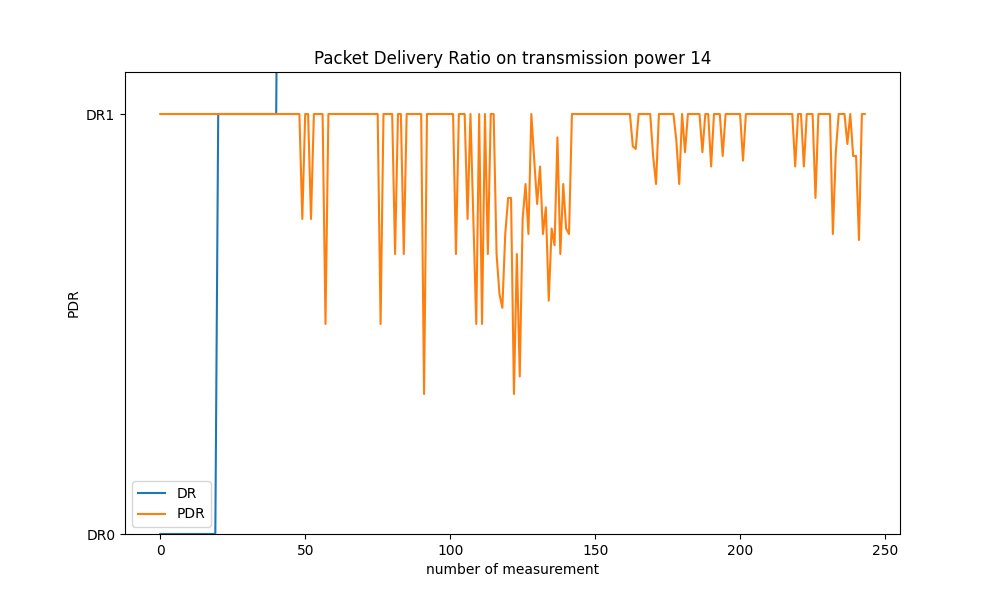 Packet Delivery Ratio on transmission power 14
DR1
PDR
DR0
DR
PDR
0 50 100 150 200 250
number of measurement